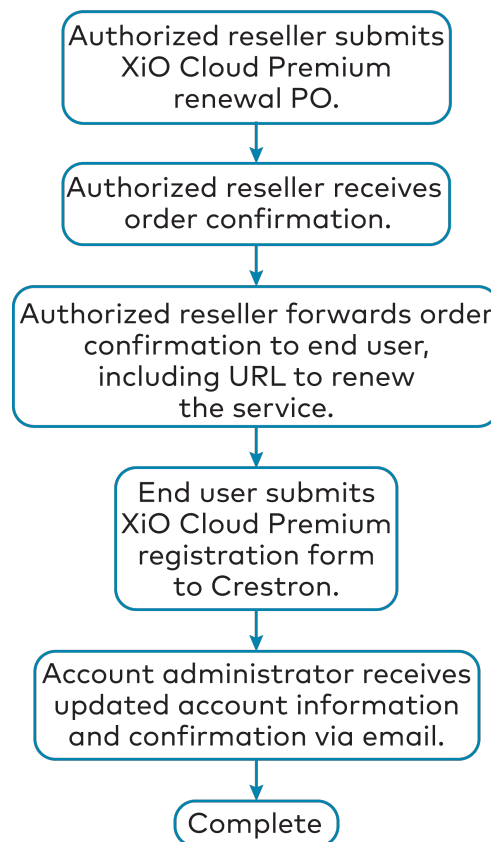 Authorized reseller submits
XiO Cloud Premium
renewal PO.
Authorized reseller receives
order confirmation.
Authorized reseller forwards order
confirmation to end user,
including URL to renew
the service.
End user submits
XiO Cloud Premium
registration form
to Crestron.
Account administrator receives
updated account information
and confirmation via email.
Complete